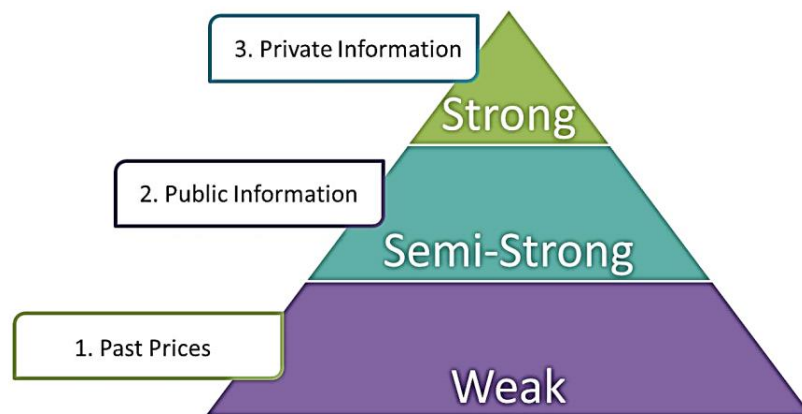 3. Private Information
Strong
2. Public Information
Semi-Strong
1. Past Prices
Weak